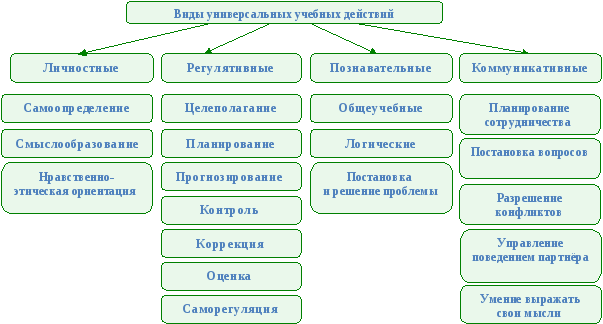 Виды универсальных учебных действий
Личностные
Регулятивные
Познавательные
Коммуникативные
Самоопределение
Смыслообразование
Нравственно-
этическая ориентация
Целеполагание
Планирование
Прогнозирование
Контроль
Коррекция
Оценка
Саморегуляция
Общеучебные
Логические
Постановка
и решение проблемы
Планирование
сотрудничества
Постановка вопросов
Разрешение
конфликтов
Управление
поведением партнёра
Умение выражать
свои мысли